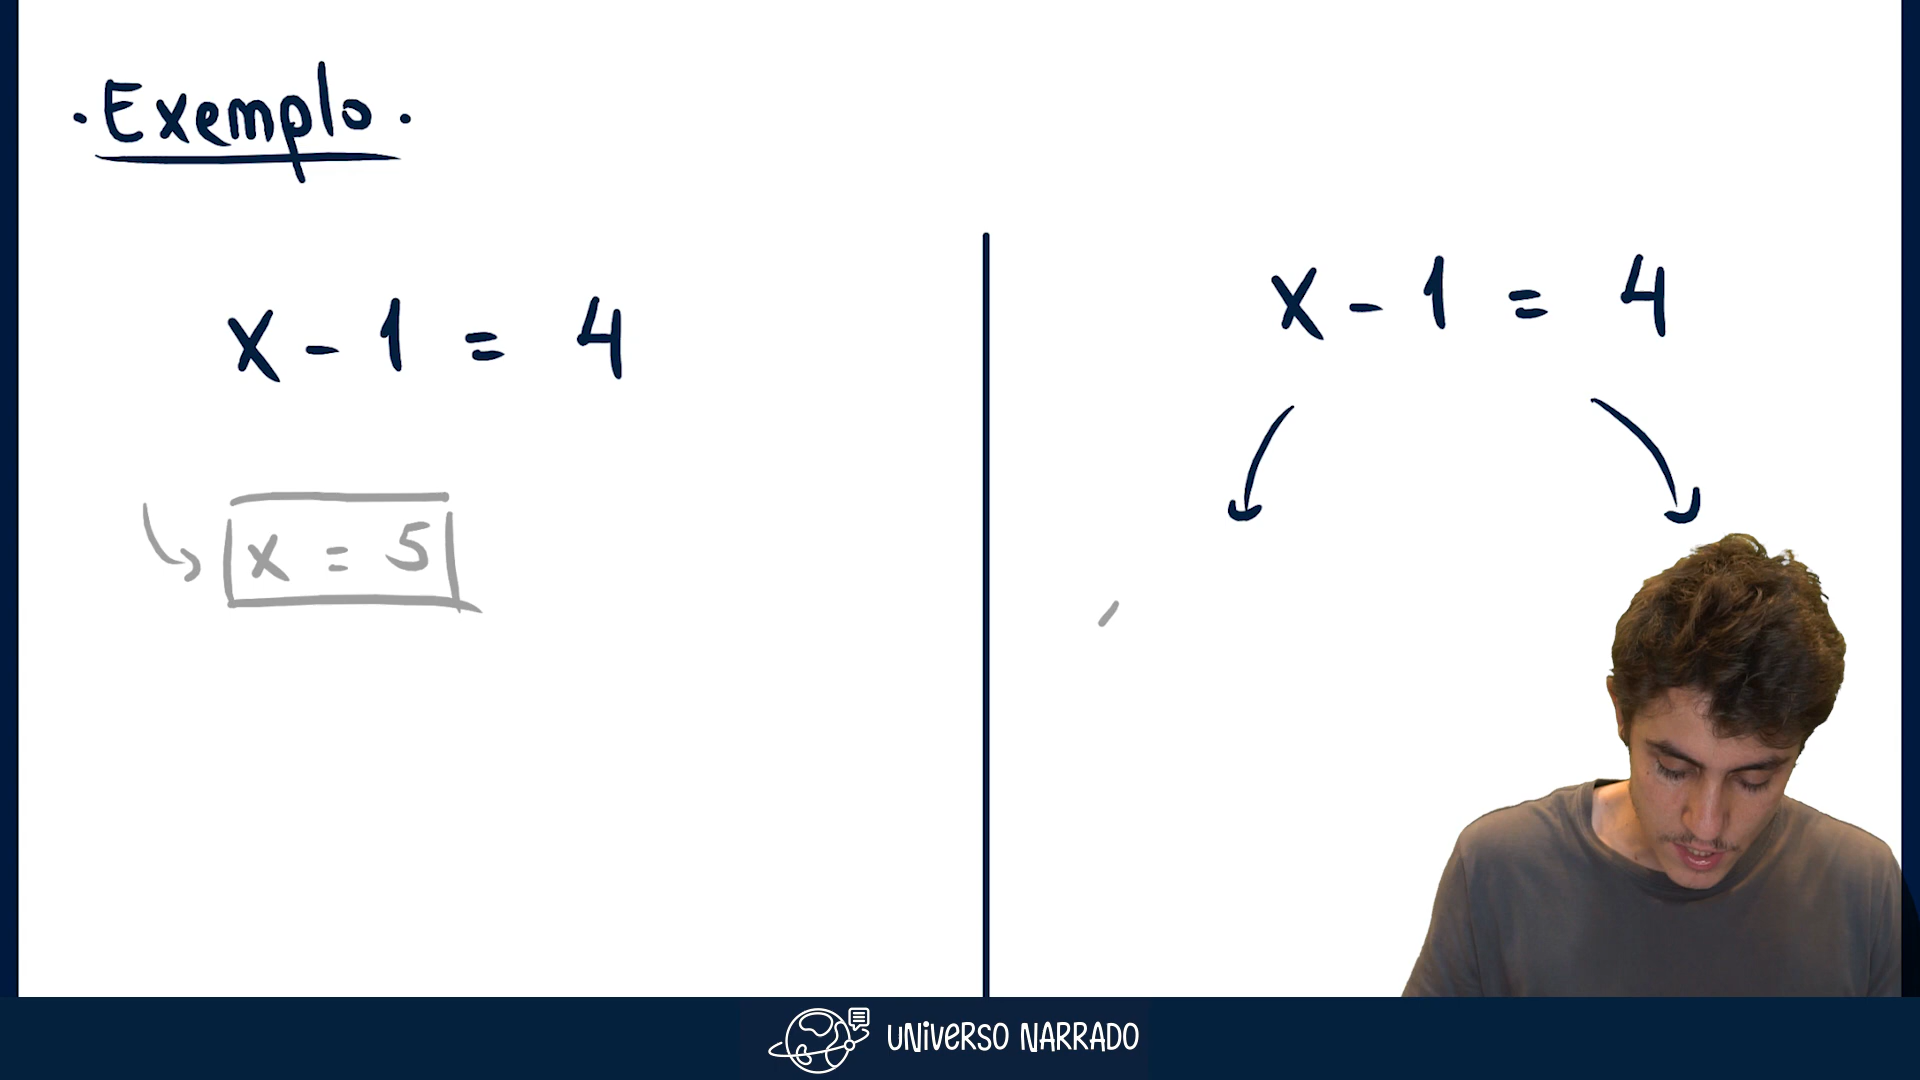 · Exemplo ·
x - 1 = 4
x = 5
x - 1 = 4
UNIVERSO NARRADO